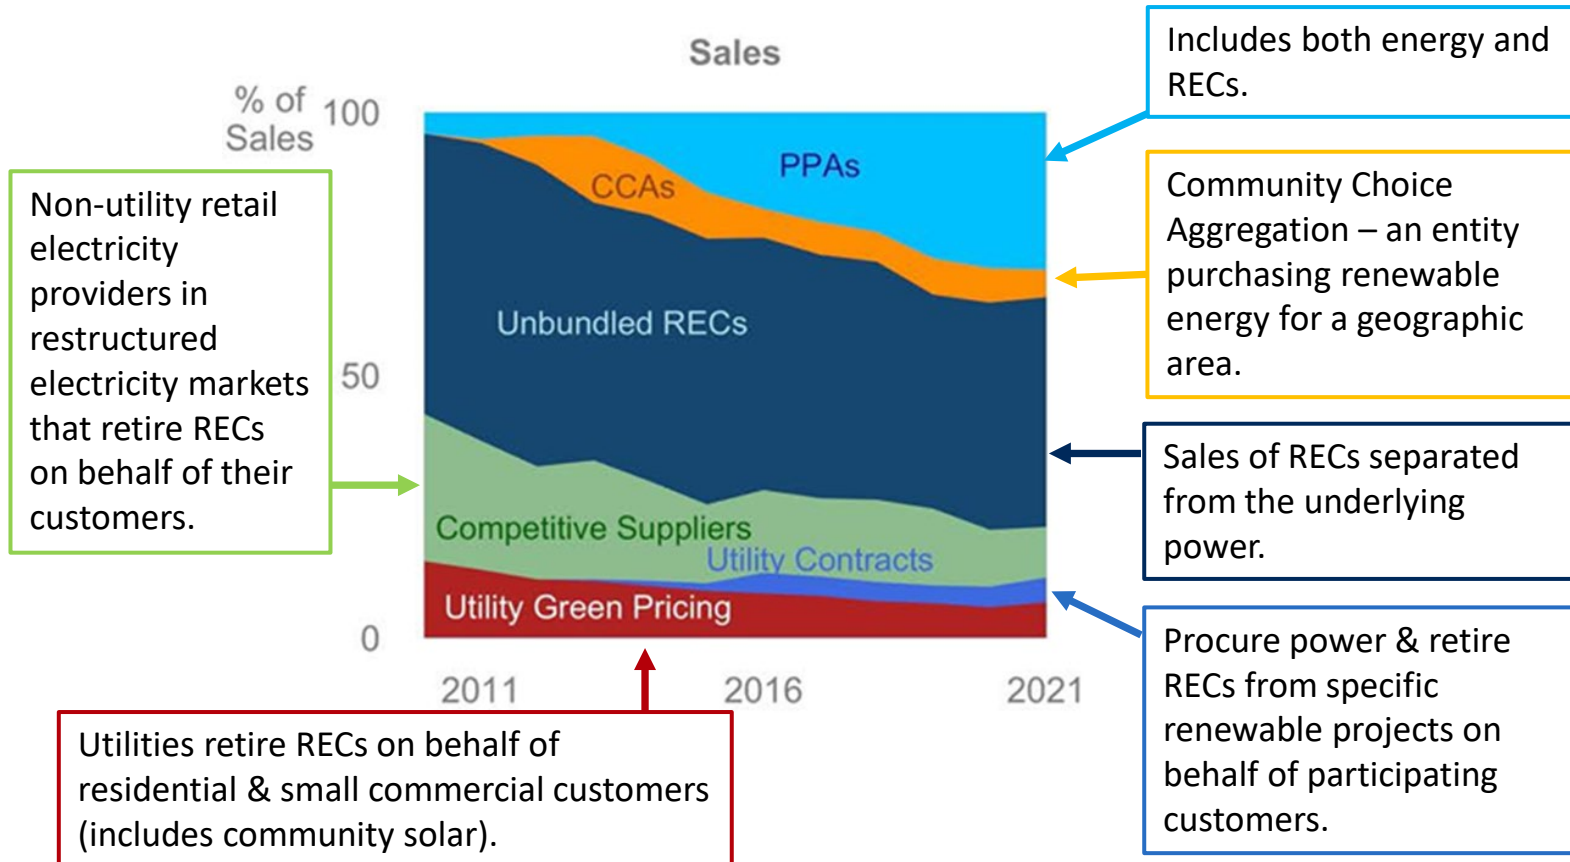 Sales
% of
Sales
100
50
0
PPAs
CCAs
Unbundled RECs
Competitive Suppliers
Utility Contracts
Utility Green Pricing
2011
2016
2021
Non-utility retail
electricity
providers in
restructured
electricity markets
that retire RECs
on behalf of their
customers.
Utilities retire RECs on behalf of
residential & small commercial customers
(includes community solar).
Includes both energy and
RECs.
Community Choice
Aggregation – an entity
purchasing renewable
energy for a geographic
area.
Sales of RECs separated
from the underlying
power.
Procure power & retire
RECs from specific
renewable projects on
behalf of participating
customers.